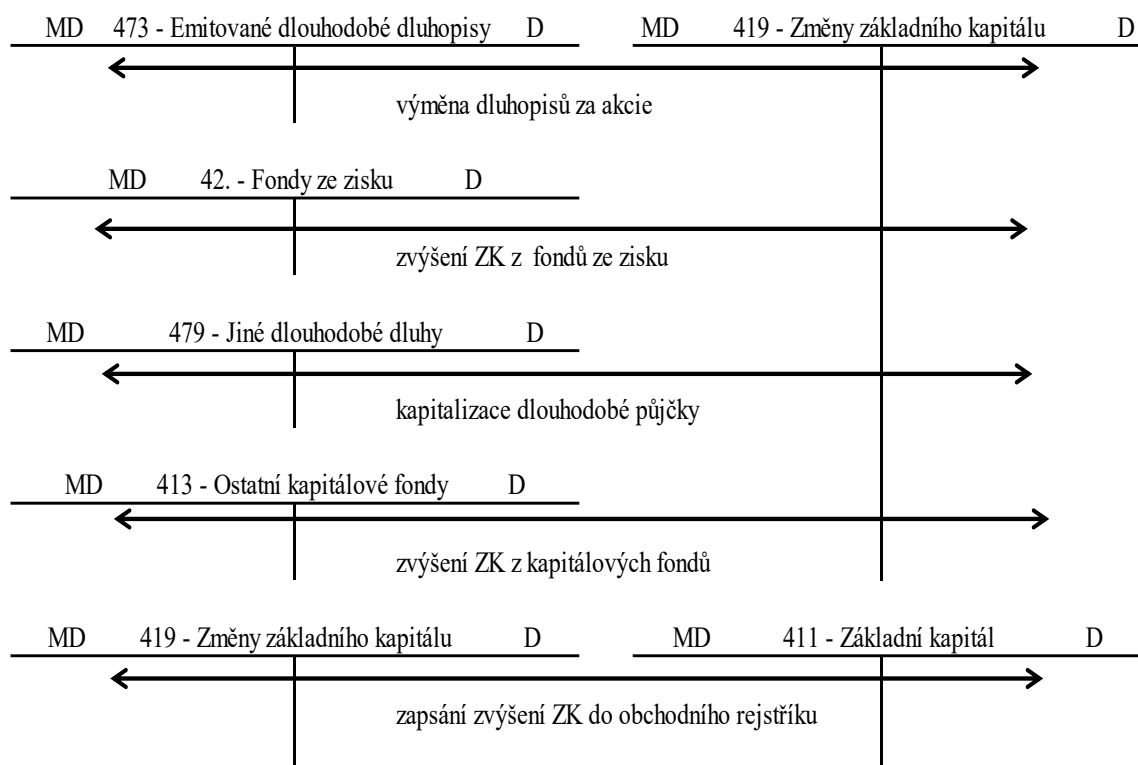 MD 473 - Emitované dlouhodobé dluhopisy D MD 419 - Změny základního kapitálu D
výměna dluhopisů za akcie
MD 42. - Fondy ze zisku D
zvýšení ZK z fondů ze zisku
MD 479 - Jiné dlouhodobé dluhy D
kapitalizace dlouhodobé půjčky
MD 413 - Ostatní kapitálové fondy D
zvýšení ZK z kapitálových fondů
MD 419 - Změny základního kapitálu D MD 411 - Základní kapitál D
zapsání zvýšení ZK do obchodního rejstříku